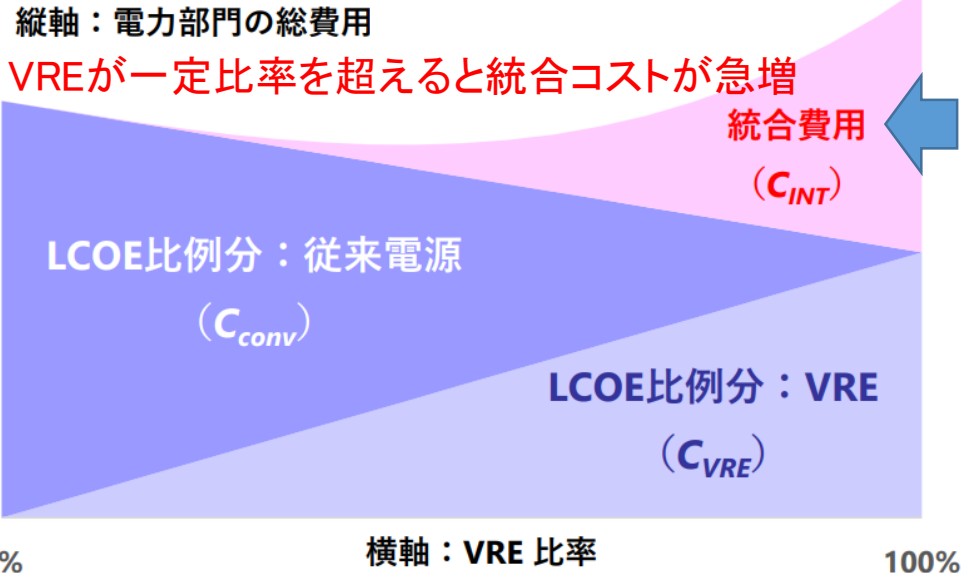 縦軸：電力部門の総費用
VREが一定比率を超えると統合コストが急増
統合費用
（CINT）
LCOE比例分：従来電源
（Cconv）
LCOE比例分：VRE
（CVRE）
%
横軸：VRE 比率
100%